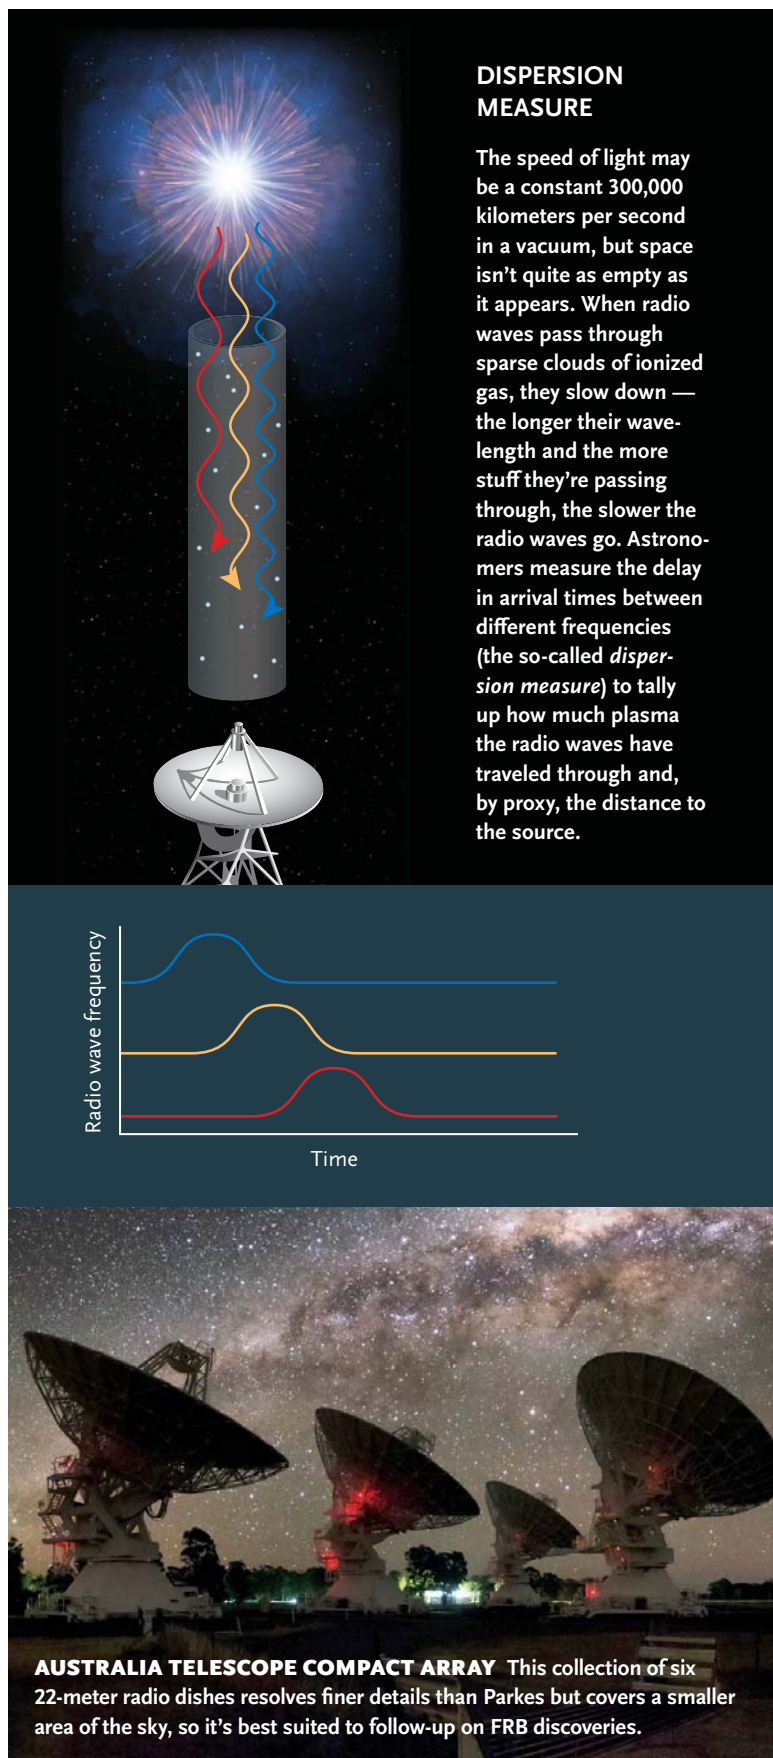 DISPERSION
MEASURE
The speed of light may
be a constant 300,000
kilometers per second
in a vacuum, but space
isn't quite as empty as
it appears. When radio
waves pass through
sparse clouds of ionized
gas, they slow down —
the longer their wave-
length and the more
stuff they're passing
through, the slower the
radio waves go. Astrono-
mers measure the delay
in arrival times between
different frequencies
(the so-called disper-
sion measure) to tally
up how much plasma
the radio waves have
traveled through and,
by proxy, the distance to
the source.
Radio wave frequency
Time
AUSTRALIA TELESCOPE COMPACT ARRAY This collection of six
22-meter radio dishes resolves finer details than Parkes but covers a smaller
area of the sky, so it's best suited to follow-up on FRB discoveries.